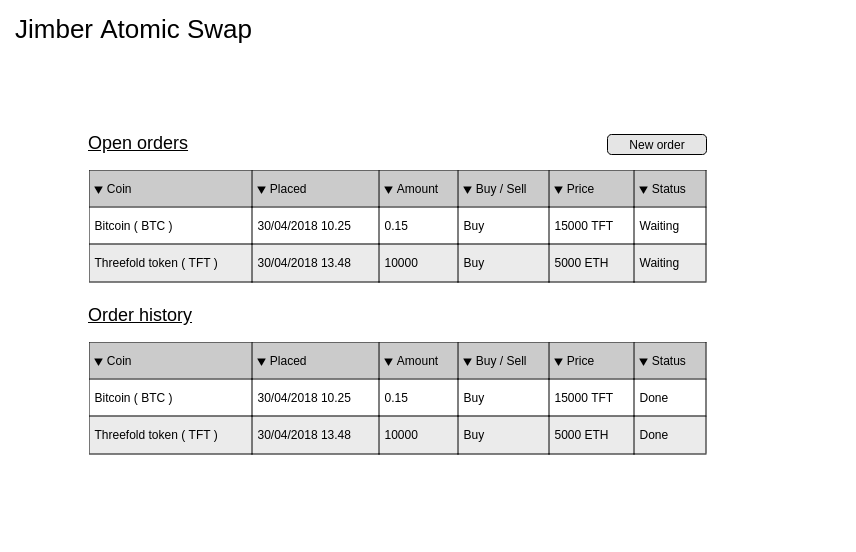 Jimber Atomic Swap
Open orders
New order
▼ Coin ▼ Placed ▼ Amount ▼ Buy / Sell ▼ Price ▼ Status
Bitcoin ( BTC ) 30/04/2018 10.25 0.15 Buy 15000 TFT Waiting
Threefold token ( TFT ) 30/04/2018 13.48 10000 Buy 5000 ETH Waiting
Order history
▼ Coin ▼ Placed ▼ Amount ▼ Buy / Sell ▼ Price ▼ Status
Bitcoin ( BTC ) 30/04/2018 10.25 0.15 Buy 15000 TFT Done
Threefold token ( TFT ) 30/04/2018 13.48 10000 Buy 5000 ETH Done